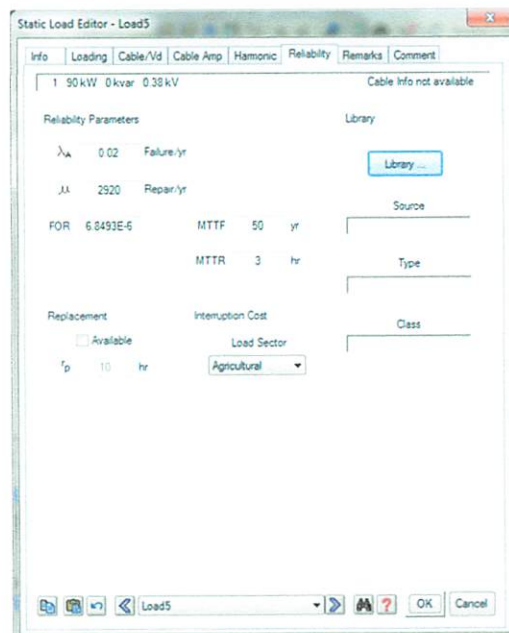 Static Load Editor - Load5
Info Loading Cable/Vd Cable Amp Harmonic Reliability Remarks Comment
1 90 kW 0 kvar 0.38 kV Cable Info not available
Reliability Parameters Library
λA 0.02 Failure/yr
Library ...
μ 2920 Repair/yr
Source
FOR 6.8493E-6 MTTF 50 yr
MTTR 3 hr
Type
Replacement Interruption Cost
Class
Available Load Sector
rp 10 hr Agricultural
Load5 OK Cancel